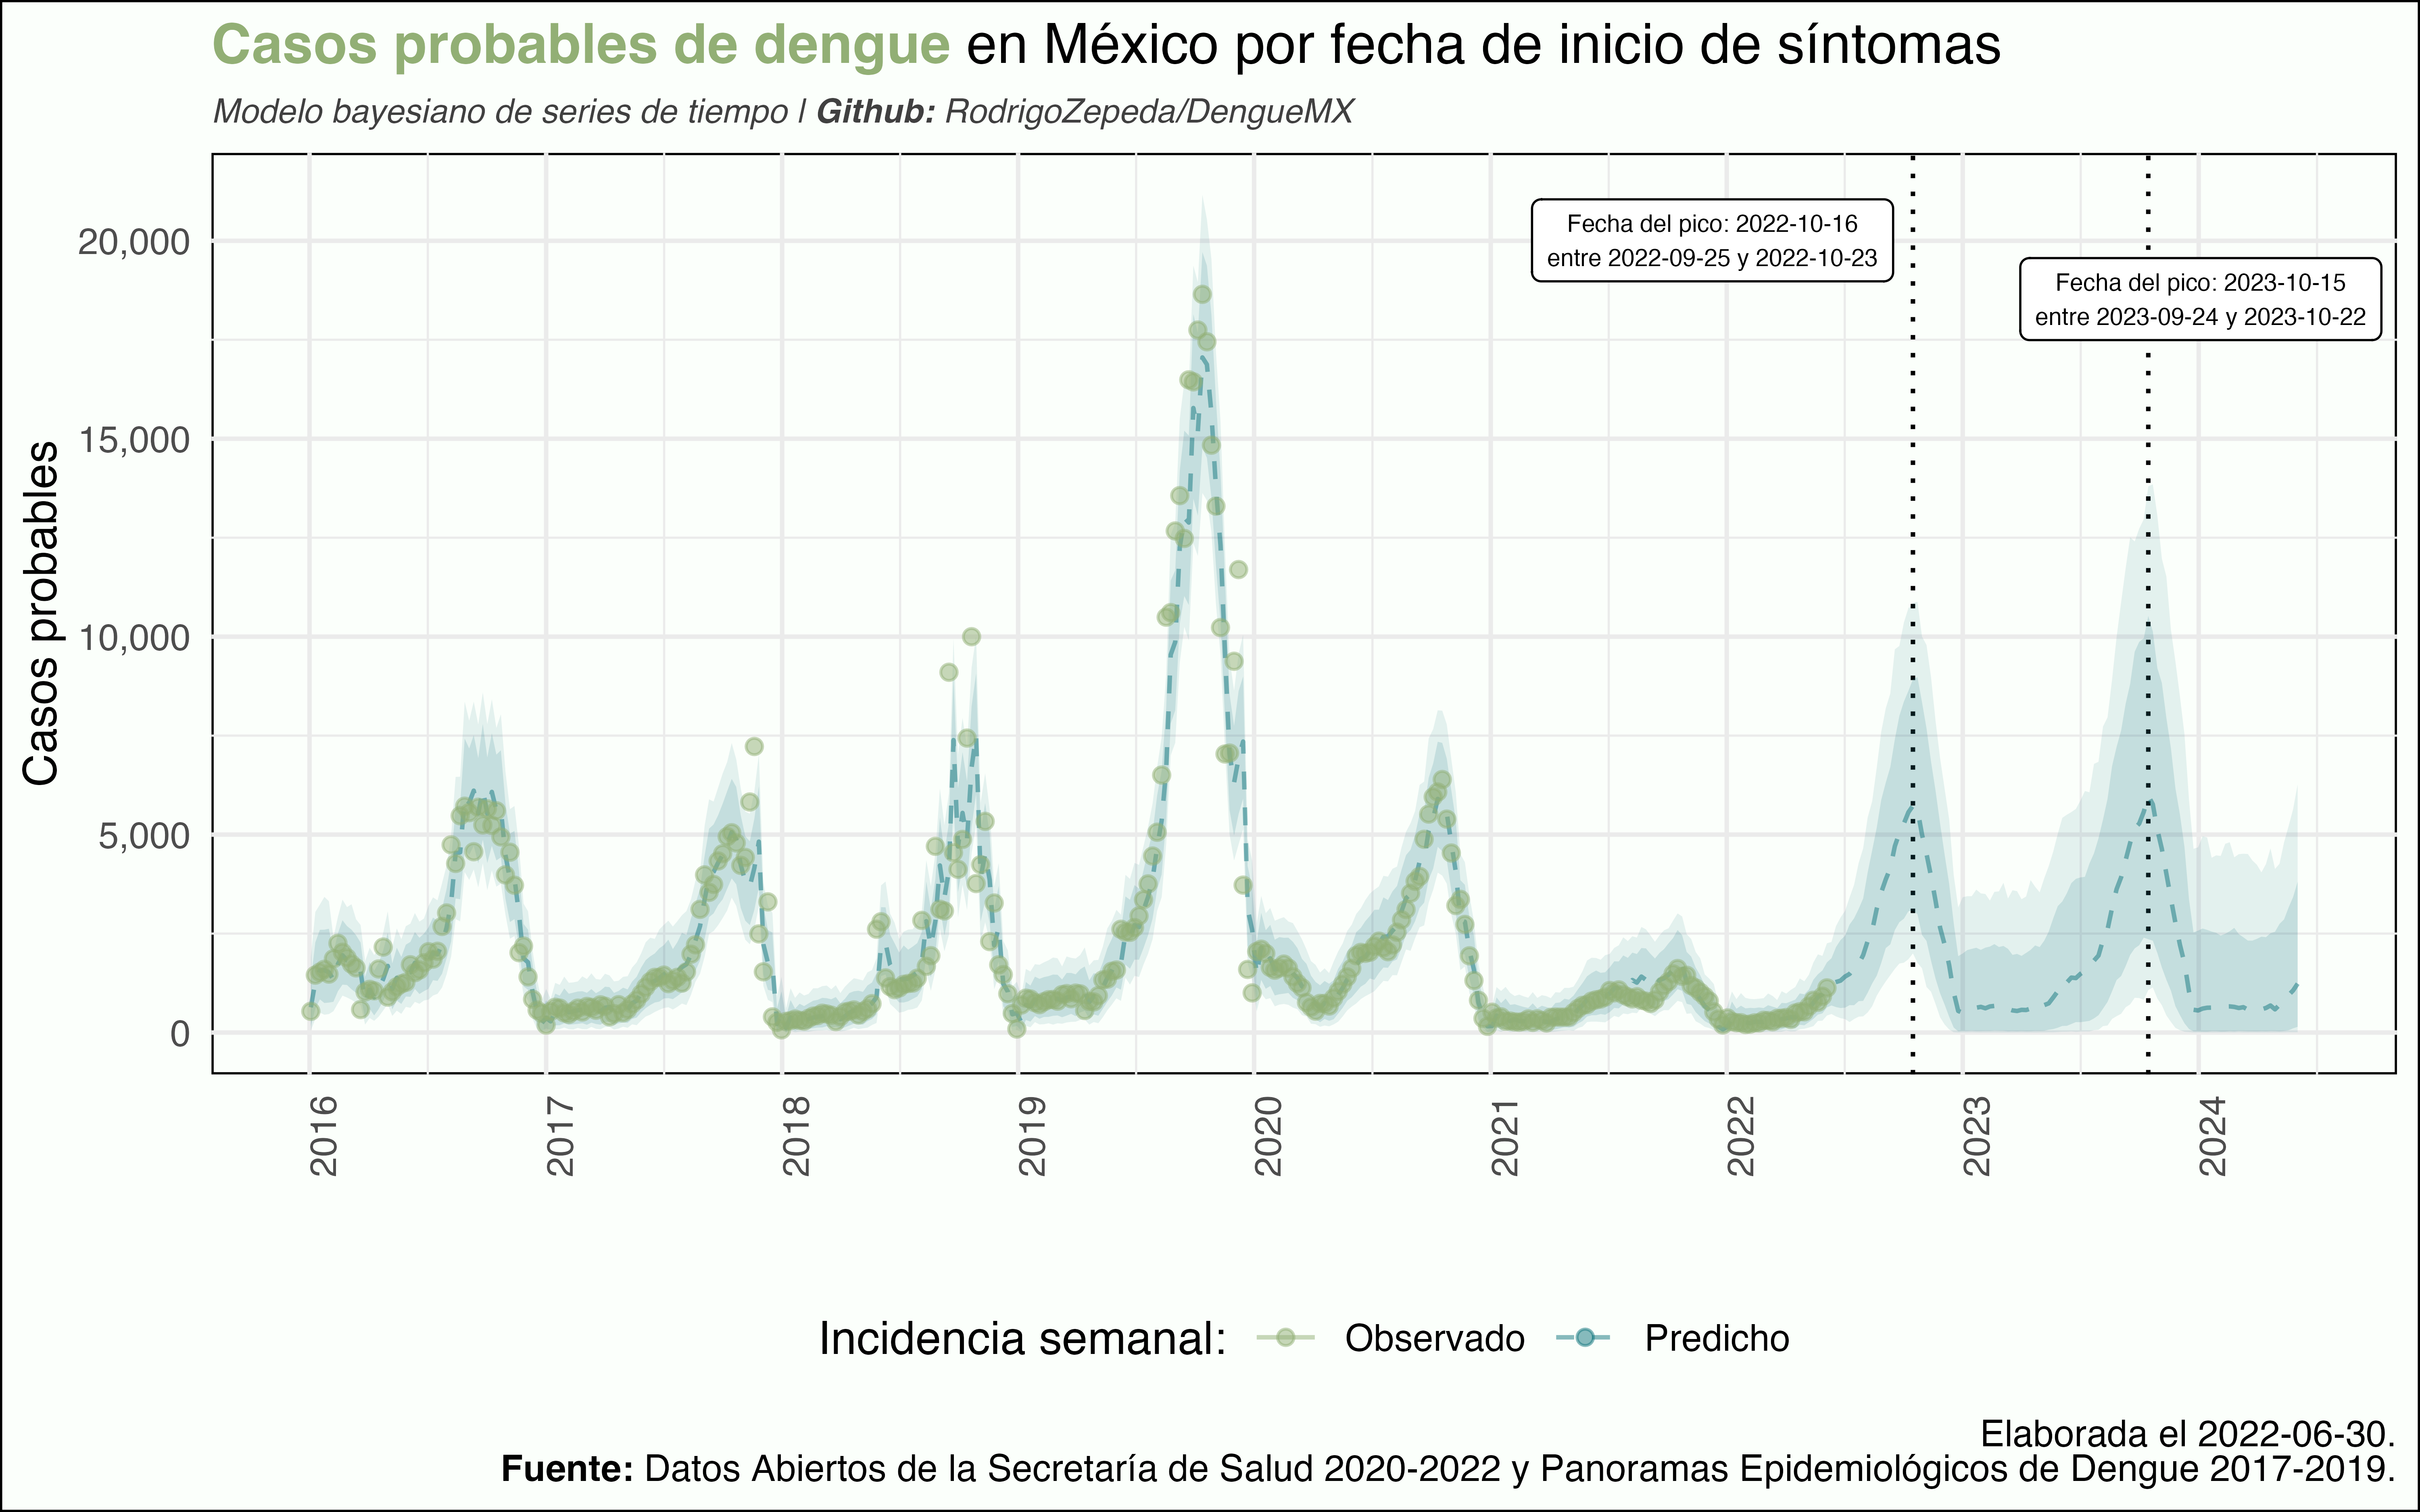 Casos probables de dengue en México por fecha de inicio de síntomas
Modelo bayesiano de series de tiempo | Github: RodrigoZepeda/DengueMX
Casos probables
20,000
15,000
10,000
5,000
0
Fecha del pico: 2022-10-16
entre 2022-09-25 y 2022-10-23
Fecha del pico: 2023-10-15
entre 2023-09-24 y 2023-10-22
2016
2017
2018
2019
2020
2021
2022
2023
2024
Incidencia semanal: Observado Predicho
Elaborada el 2022-06-30.
Fuente: Datos Abiertos de la Secretaría de Salud 2020-2022 y Panoramas Epidemiológicos de Dengue 2017-2019.